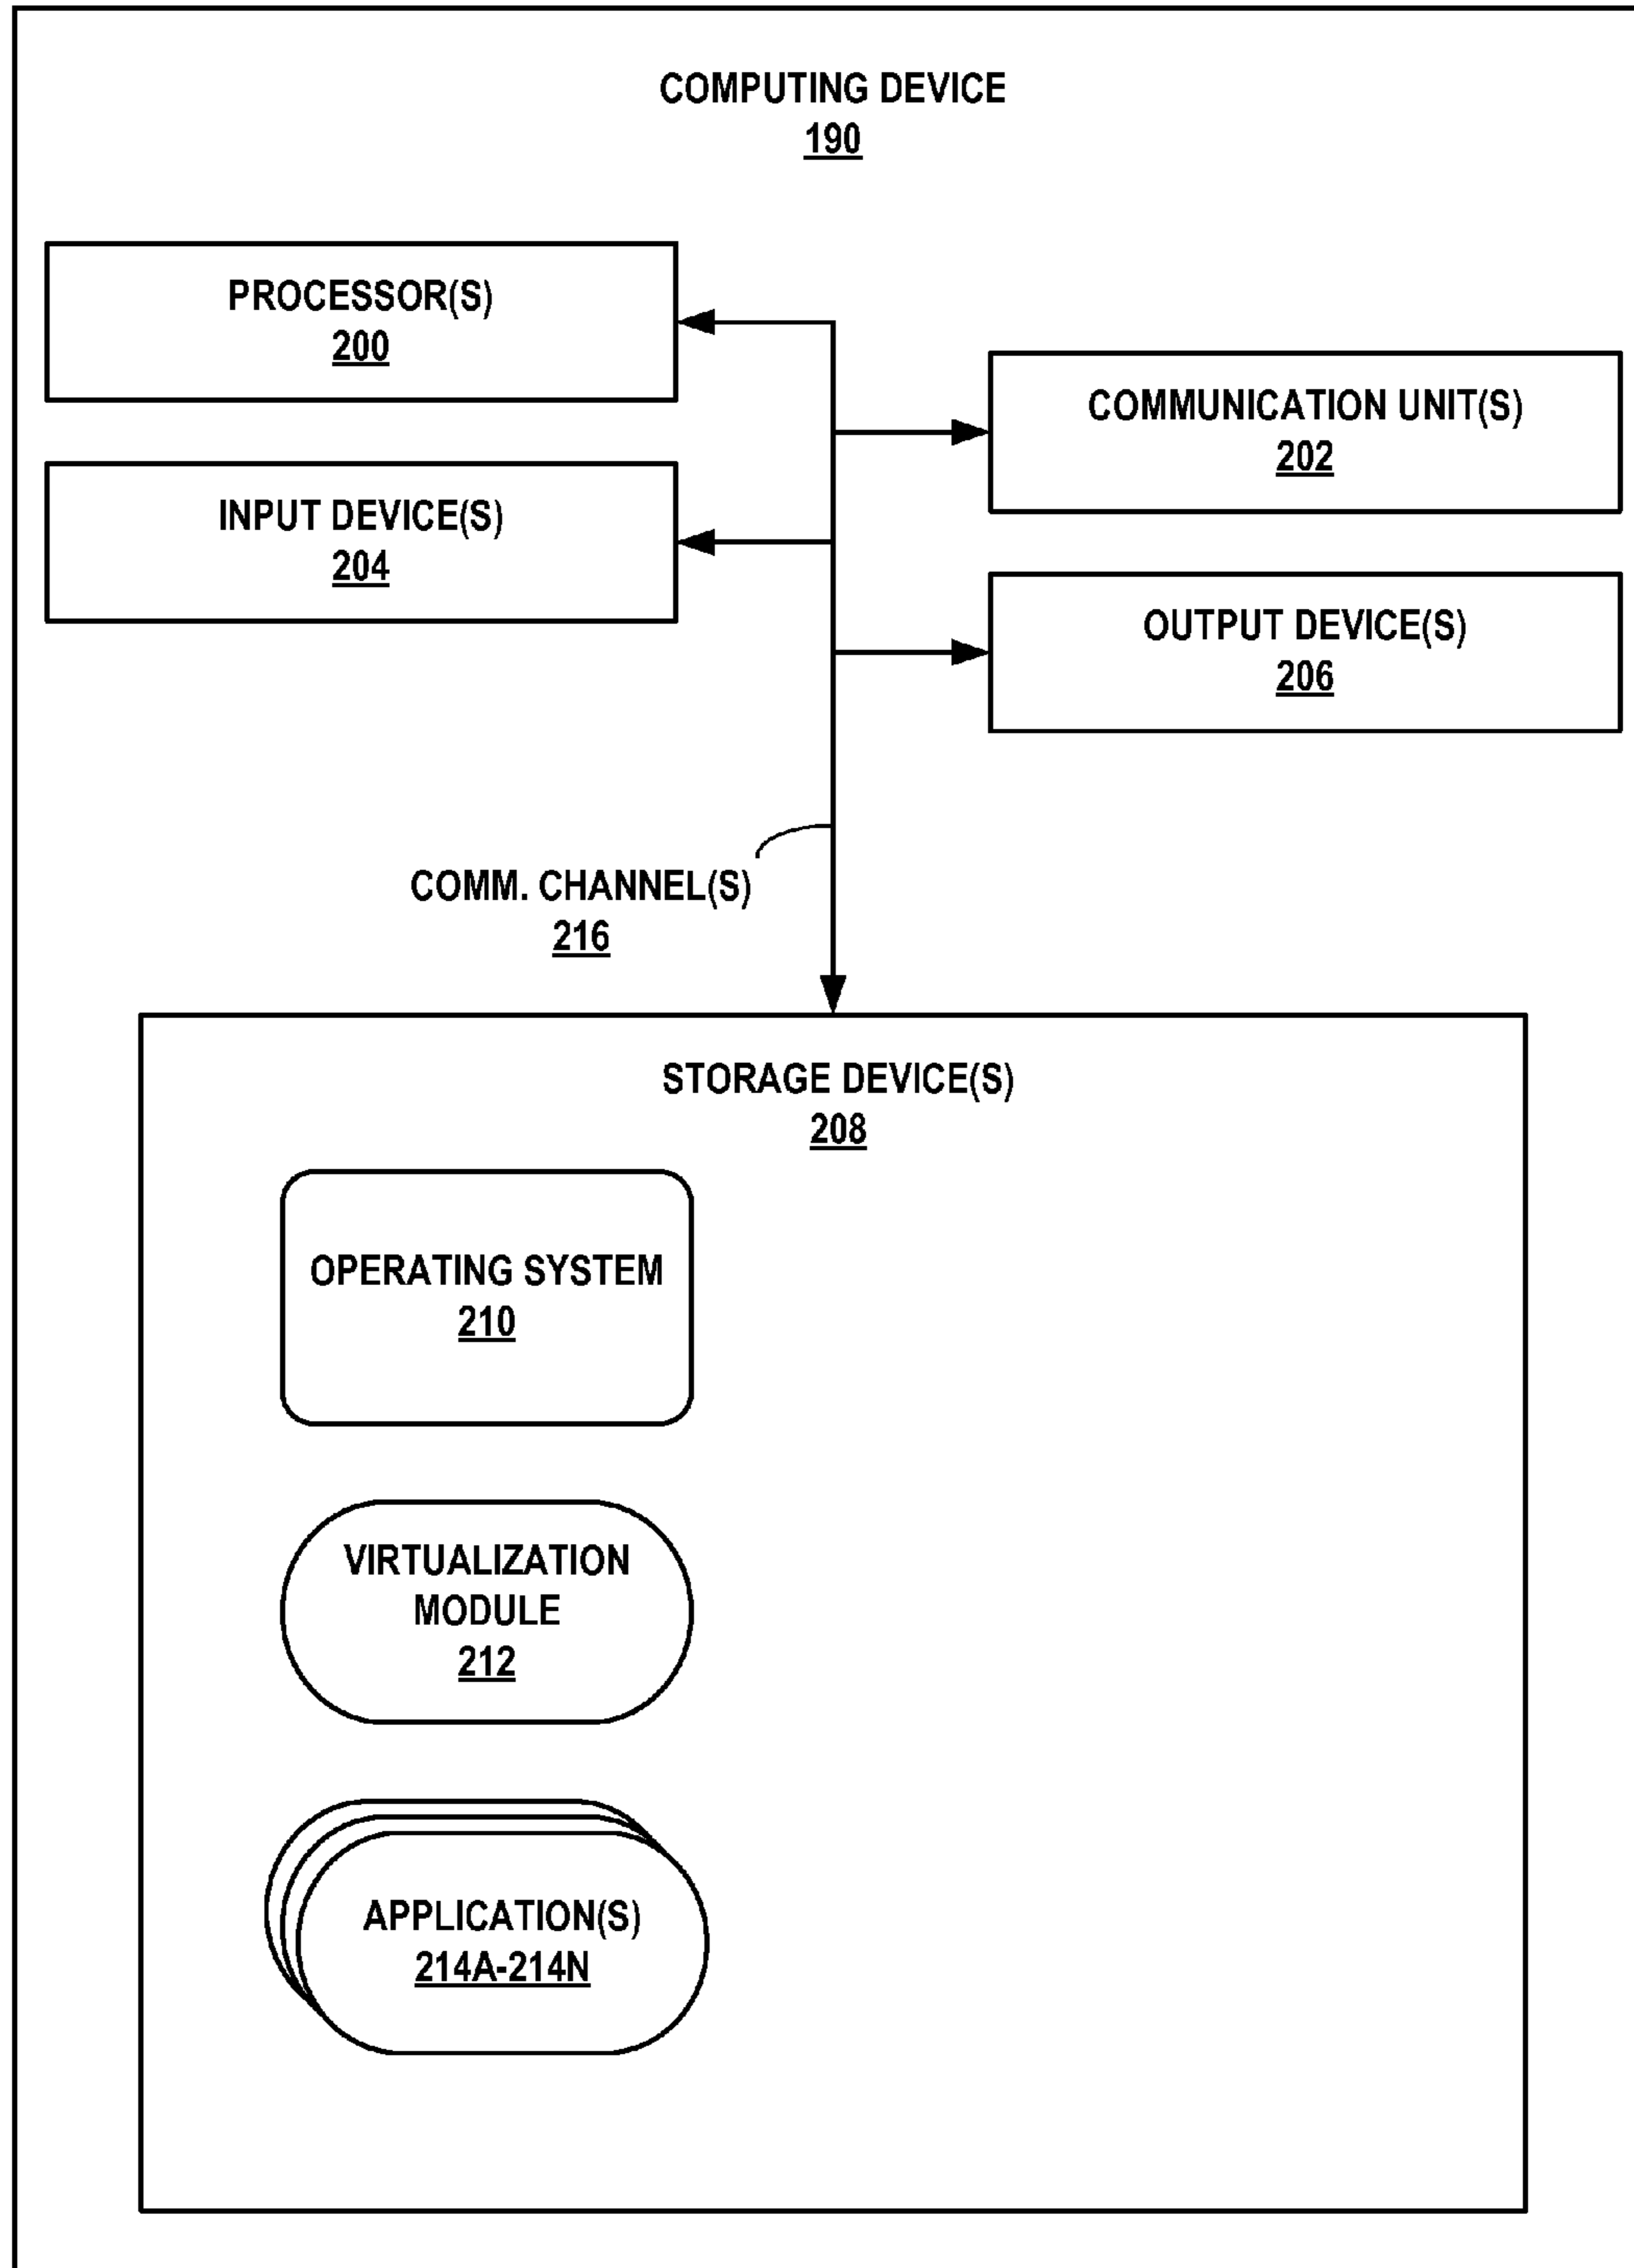 COMPUTING DEVICE
190
PROCESSOR(S)
200
COMMUNICATION UNIT(S)
202
INPUT DEVICE(S)
204
OUTPUT DEVICE(S)
206
COMM. CHANNEL(S)
216
STORAGE DEVICE(S)
208
OPERATING SYSTEM
210
VIRTUALIZATION
MODULE
212
APPLICATION(S)
214A-214N